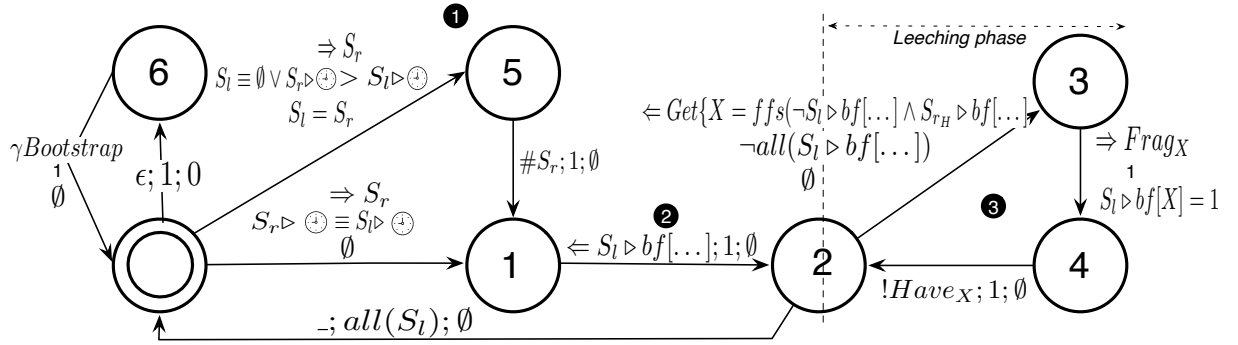 ❶
⇒ S_r
S_l ≡ ∅ ∨ S_r ▹ 🕘 > S_l ▹ 🕘
S_l = S_r
6
5
γBootstrap
1
∅
ϵ; 1; 0
#S_r; 1; ∅
⇒ S_r
S_r ▹ 🕘 ≡ S_l ▹ 🕘
∅
1
❷
⇐ S_l ▹ bf[...]; 1; ∅
2
_; all(S_l); ∅
Leeching phase
3
⇐ Get{X = ffs(¬S_l ▹ bf[...] ∧ S_{r_H} ▹ bf[...]
¬all(S_l ▹ bf[...])
∅
⇒ Frag_X
1
S_l ▹ bf[X] = 1
❸
4
!Have_X; 1; ∅